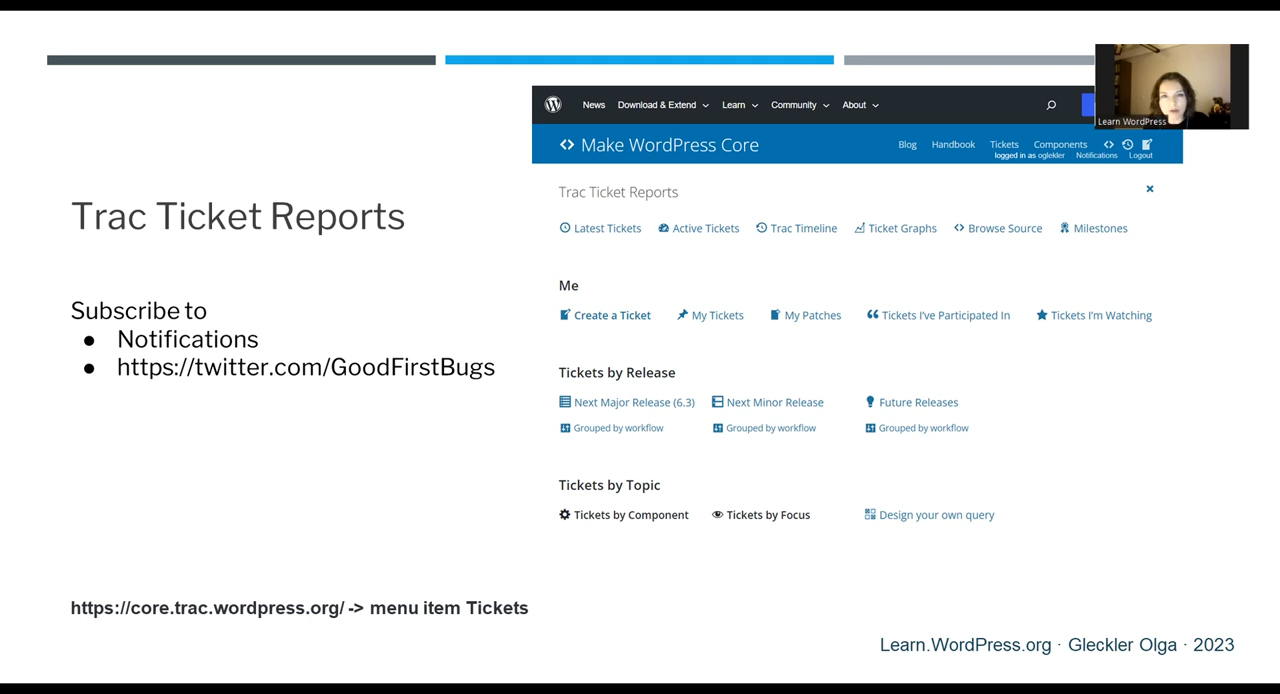 Trac Ticket Reports
Subscribe to
● Notifications
● https://twitter.com/GoodFirstBugs
https://core.trac.wordpress.org/ -> menu item Tickets
News Download & Extend Learn Community About
Make WordPress Core
Blog Handbook Tickets Components
logged in as oglekler Notifications Logout
Trac Ticket Reports
Latest Tickets Active Tickets Trac Timeline Ticket Graphs Browse Source Milestones
Me
Create a Ticket My Tickets My Patches Tickets I've Participated In Tickets I'm Watching
Tickets by Release
Next Major Release (6.3) Next Minor Release Future Releases
Grouped by workflow Grouped by workflow Grouped by workflow
Tickets by Topic
Tickets by Component Tickets by Focus Design your own query
Learn WordPress
Learn.WordPress.org · Gleckler Olga · 2023